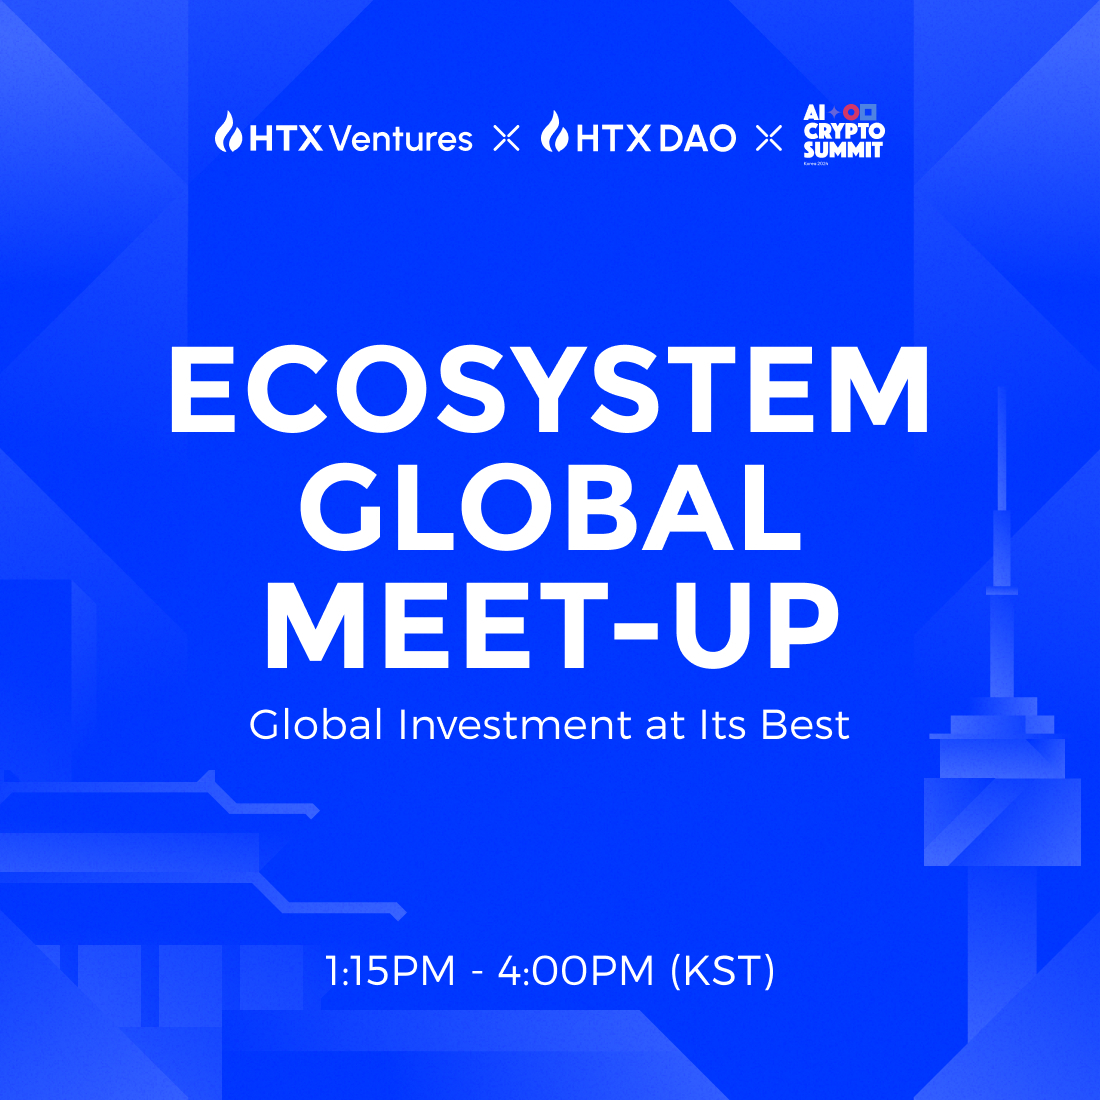 HTX Ventures HTX DAO AI
CRYPTO
SUMMIT
Korea 2024
ECOSYSTEM
GLOBAL
MEET-UP
Global Investment at Its Best
1:15PM - 4:00PM (KST)